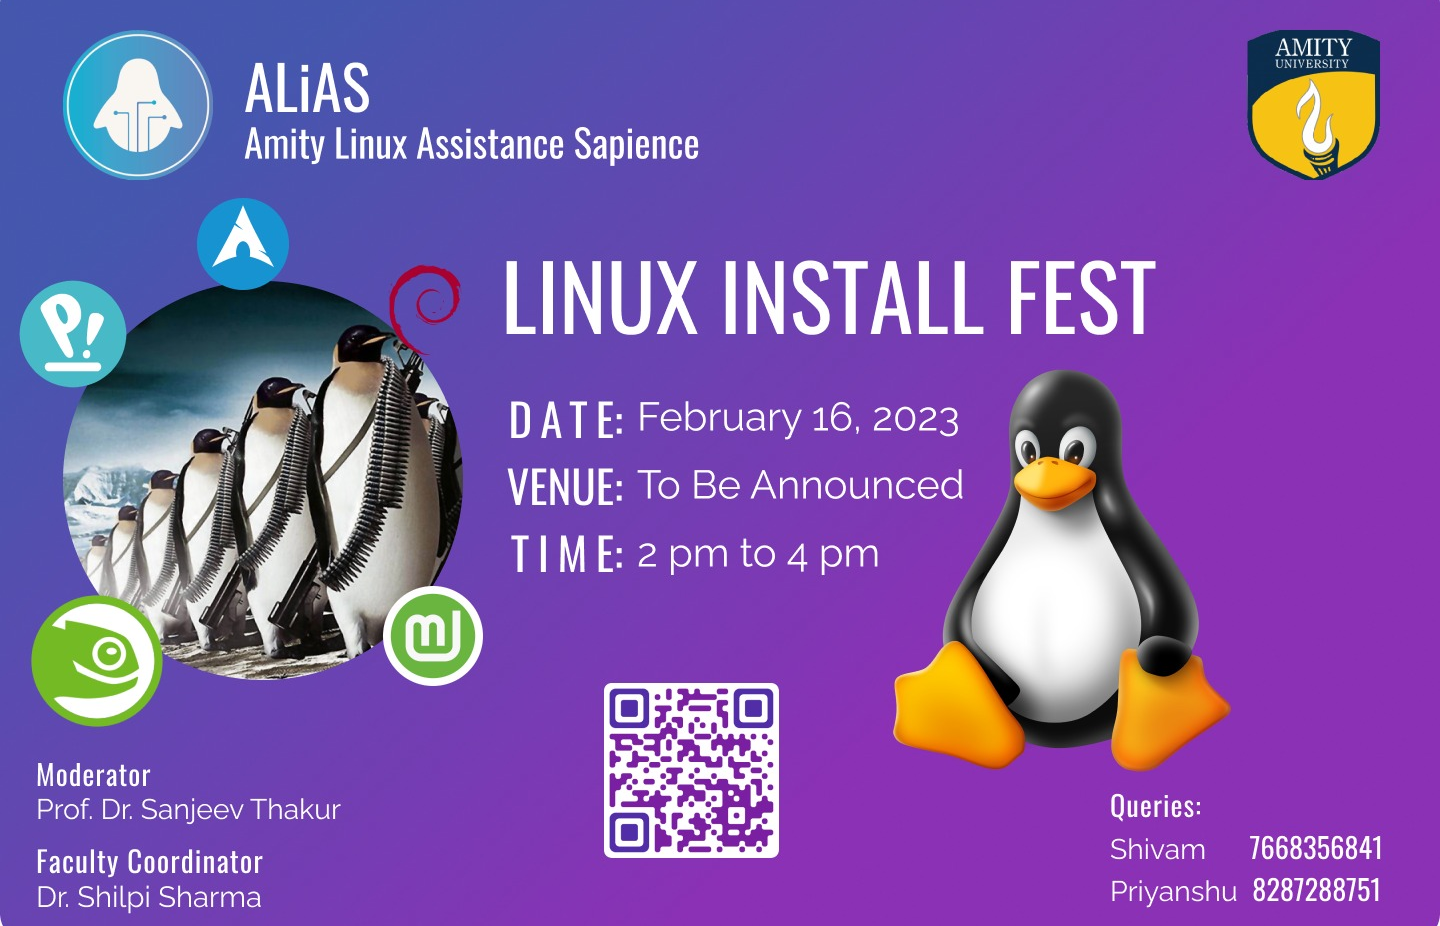 ALiAS
Amity Linux Assistance Sapience
AMITY
UNIVERSITY
LINUX INSTALL FEST
DATE: February 16, 2023
VENUE: To Be Announced
TIME: 2 pm to 4 pm
Moderator
Prof. Dr. Sanjeev Thakur
Faculty Coordinator
Dr. Shilpi Sharma
Queries:
Shivam 7668356841
Priyanshu 8287288751